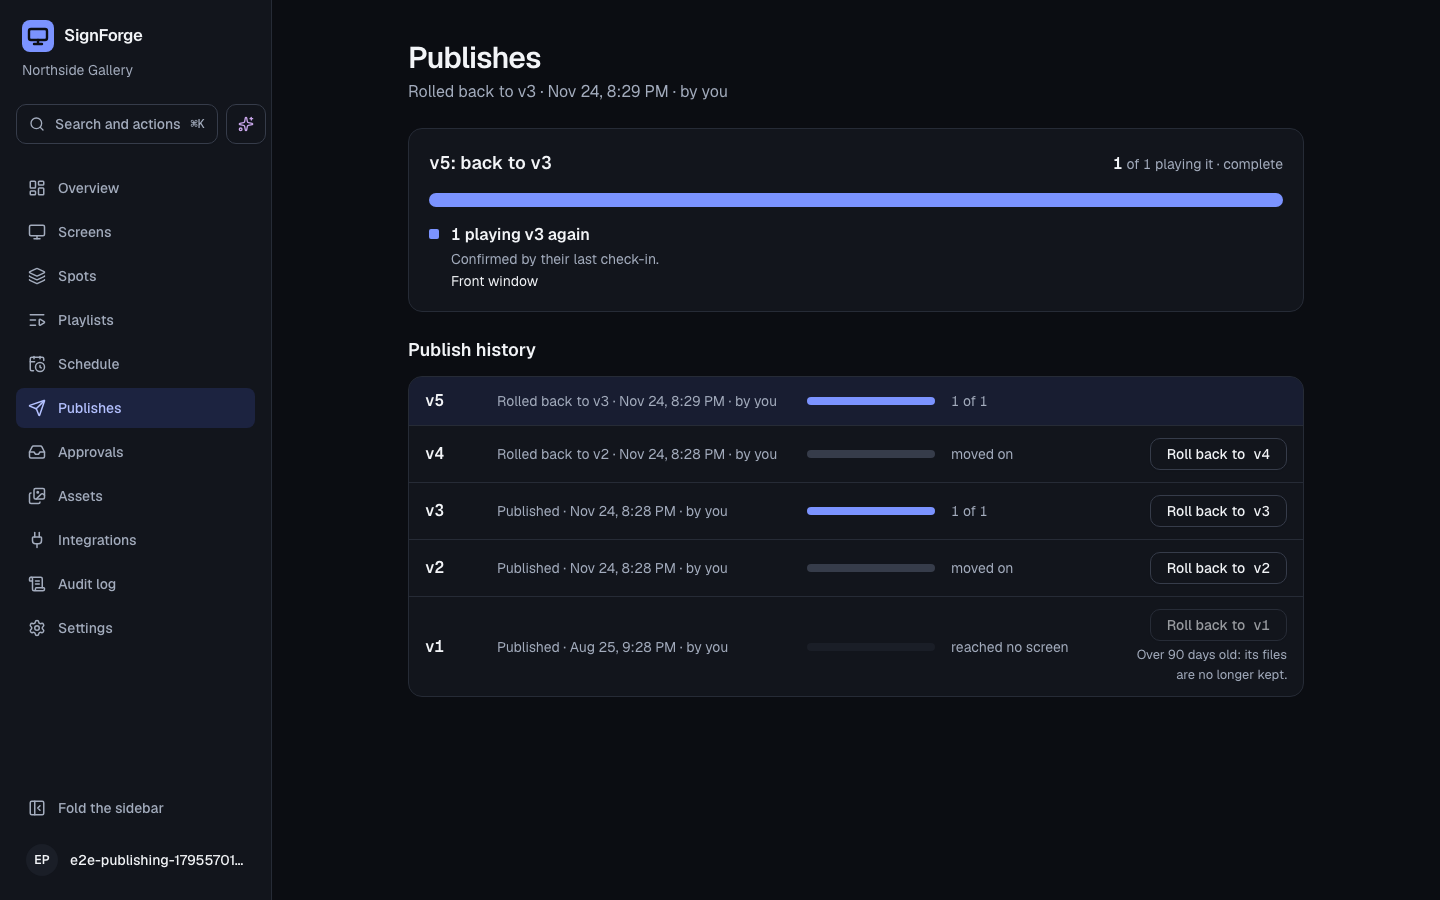 SignForge
Northside Gallery
Search and actions ⌘K
Overview
Screens
Spots
Playlists
Schedule
Publishes
Approvals
Assets
Integrations
Audit log
Settings
Fold the sidebar
EP e2e-publishing-17955701...
Publishes
Rolled back to v3 · Nov 24, 8:29 PM · by you
v5: back to v3
1 of 1 playing it · complete
1 playing v3 again
Confirmed by their last check-in.
Front window
Publish history
v5 Rolled back to v3 · Nov 24, 8:29 PM · by you 1 of 1
v4 Rolled back to v2 · Nov 24, 8:28 PM · by you moved on Roll back to v4
v3 Published · Nov 24, 8:28 PM · by you 1 of 1 Roll back to v3
v2 Published · Nov 24, 8:28 PM · by you moved on Roll back to v2
v1 Published · Aug 25, 9:28 PM · by you reached no screen Roll back to v1
Over 90 days old: its files
are no longer kept.